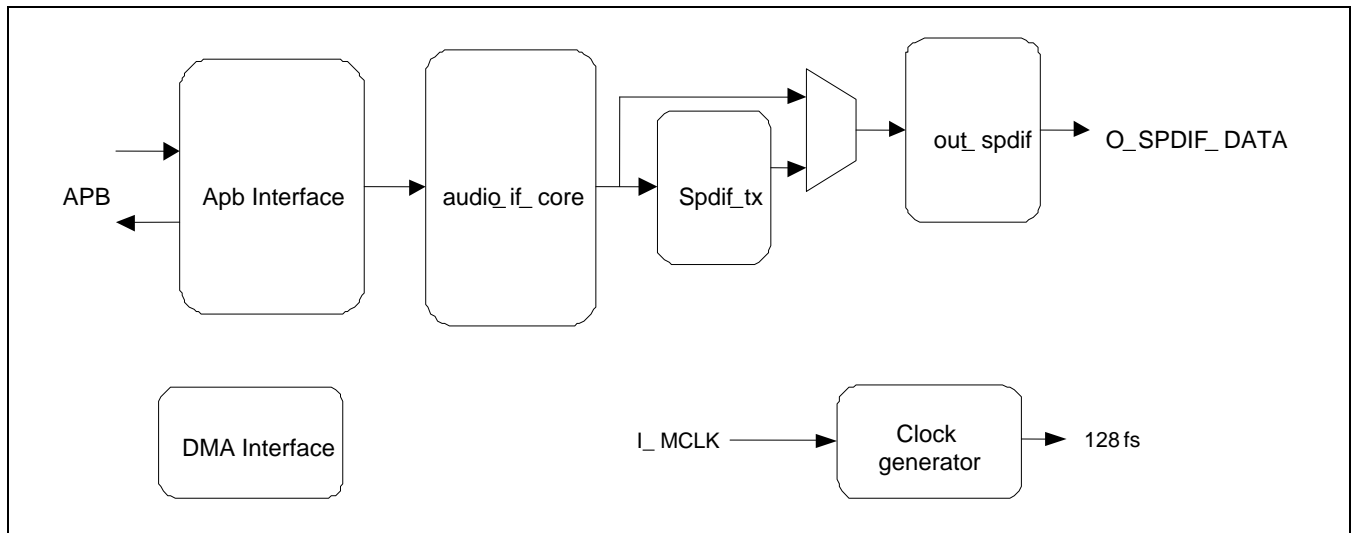 APB
Apb Interface
audio_if_core
Spdif_tx
out_spdif
O_SPDIF_DATA
DMA Interface
I_MCLK
Clock
generator
128 fs